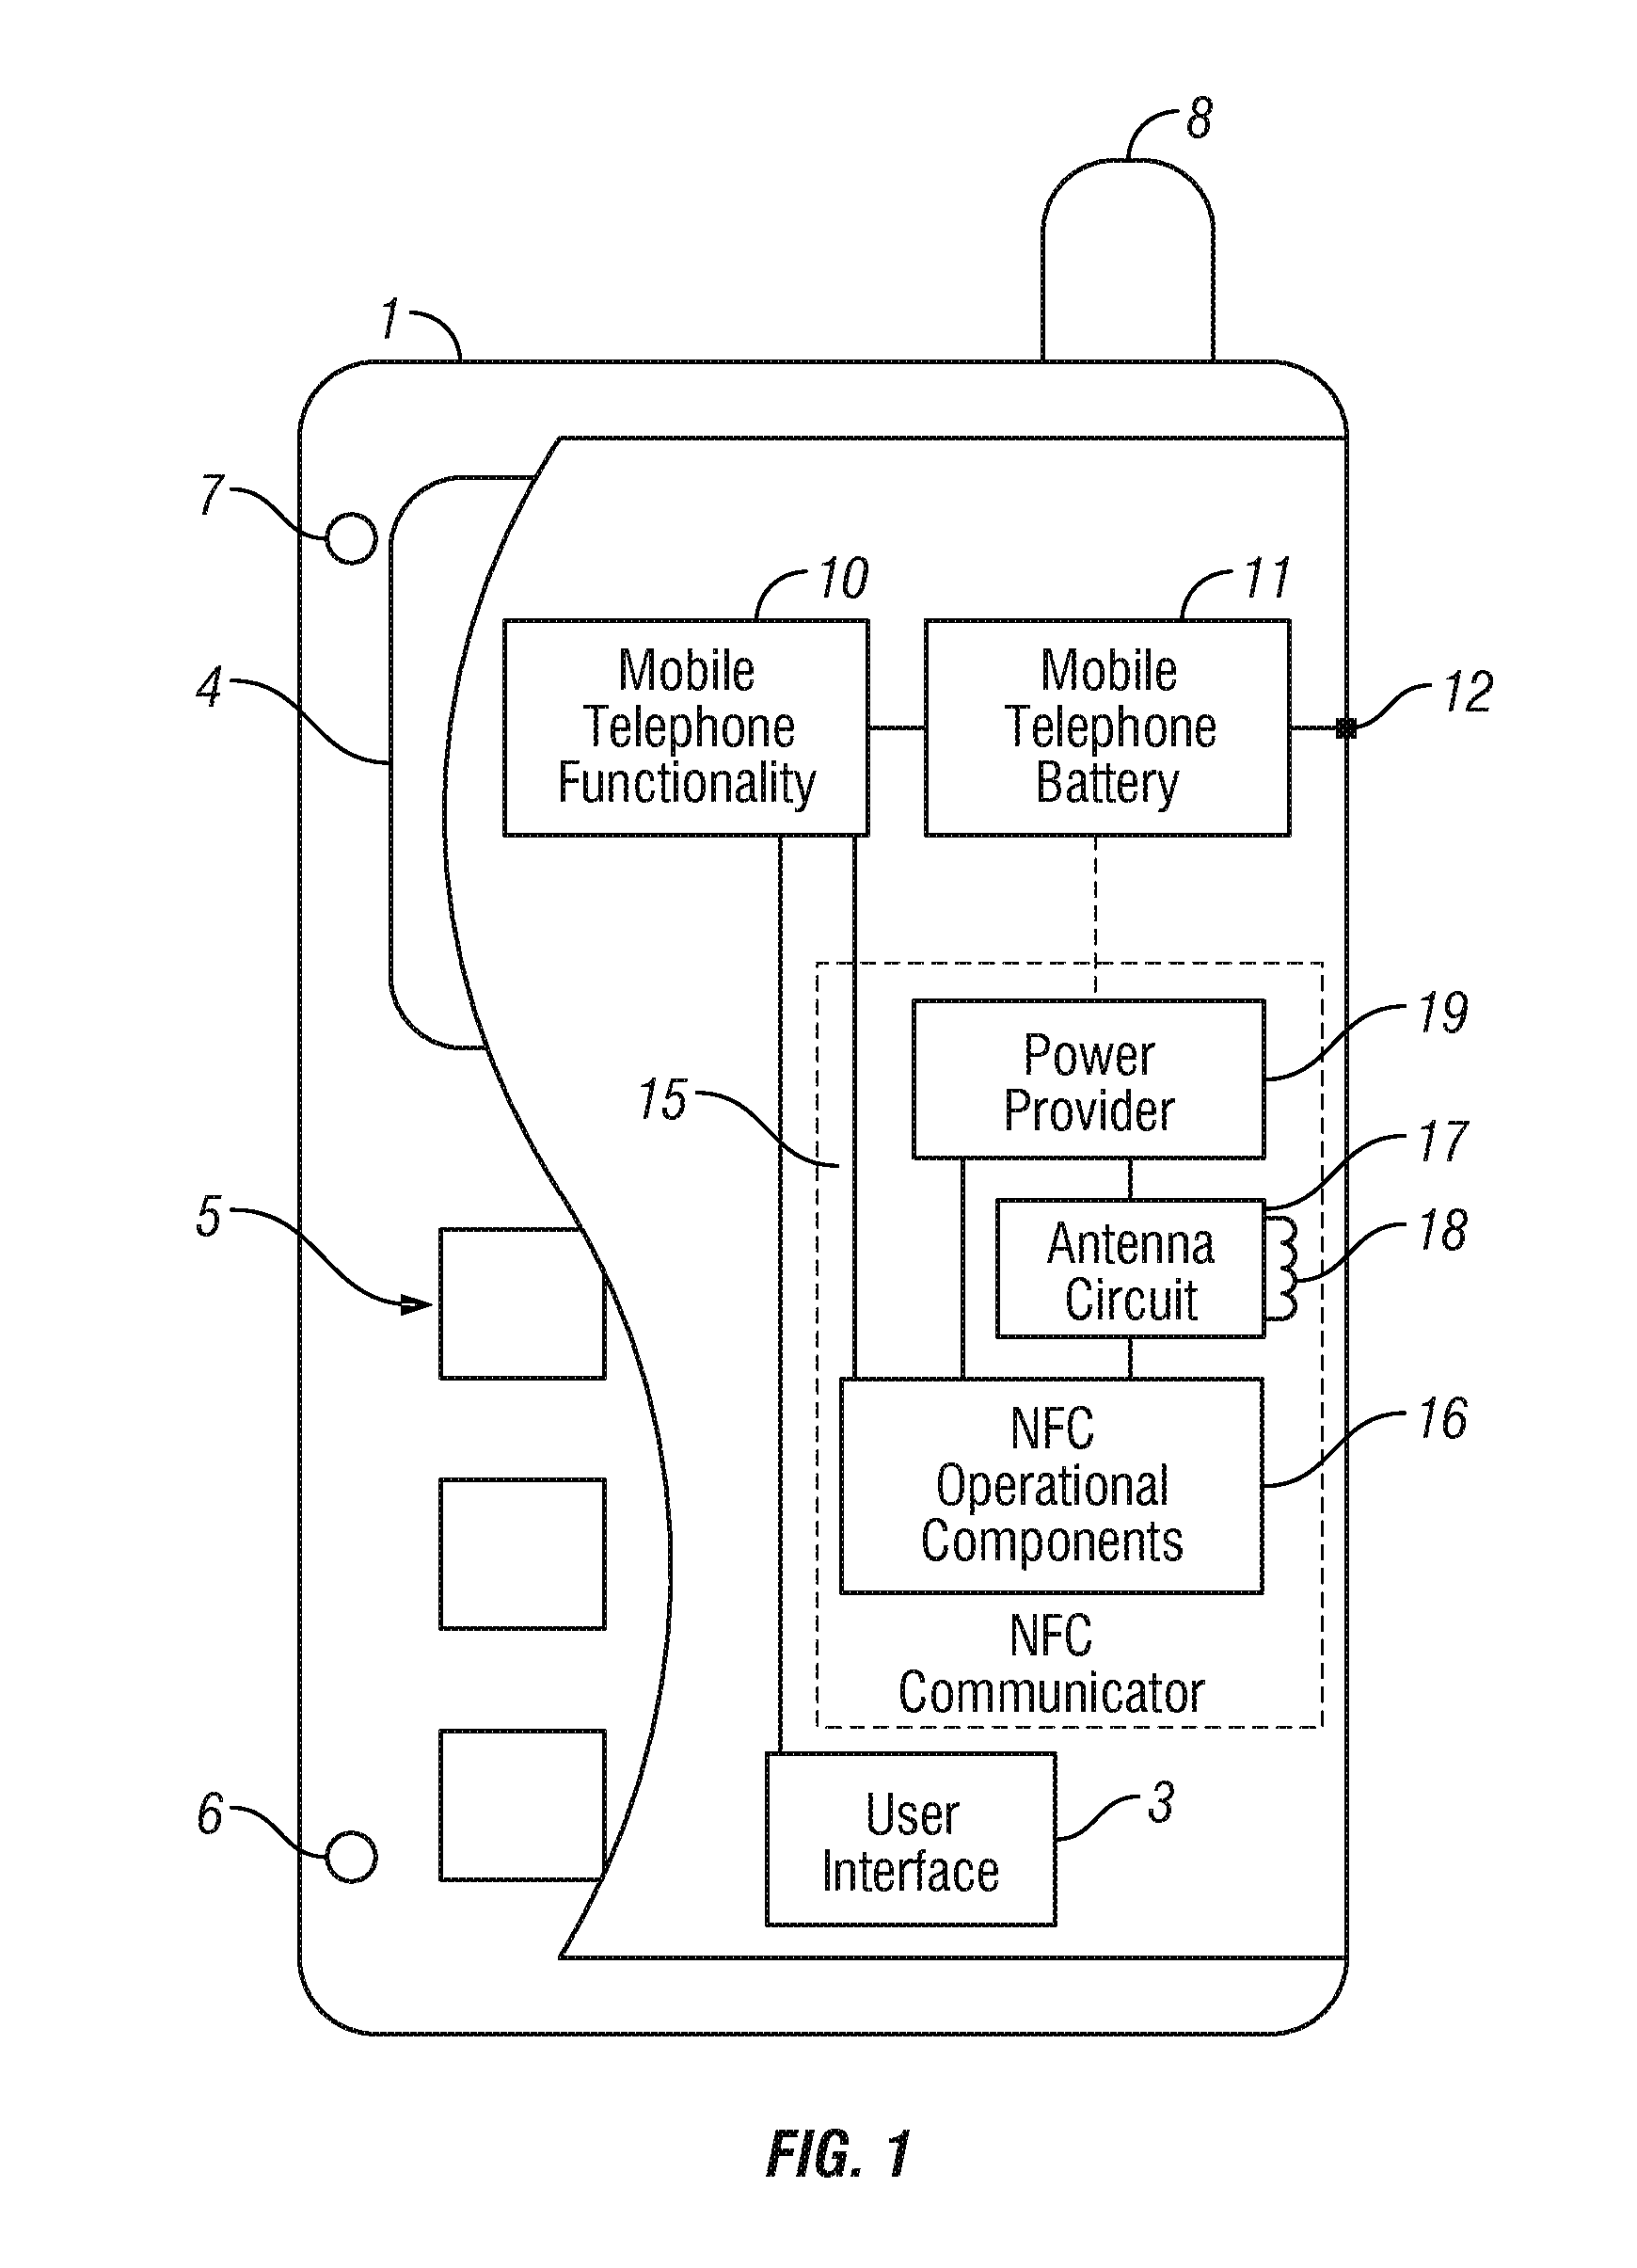 8
1
7
10
11
Mobile
Telephone
Functionality
Mobile
Telephone
Battery
4
12
19
Power
Provider
15
17
Antenna
Circuit
18
5
16
NFC
Operational
Components
NFC
Communicator
6
3
User
Interface
FIG. 1